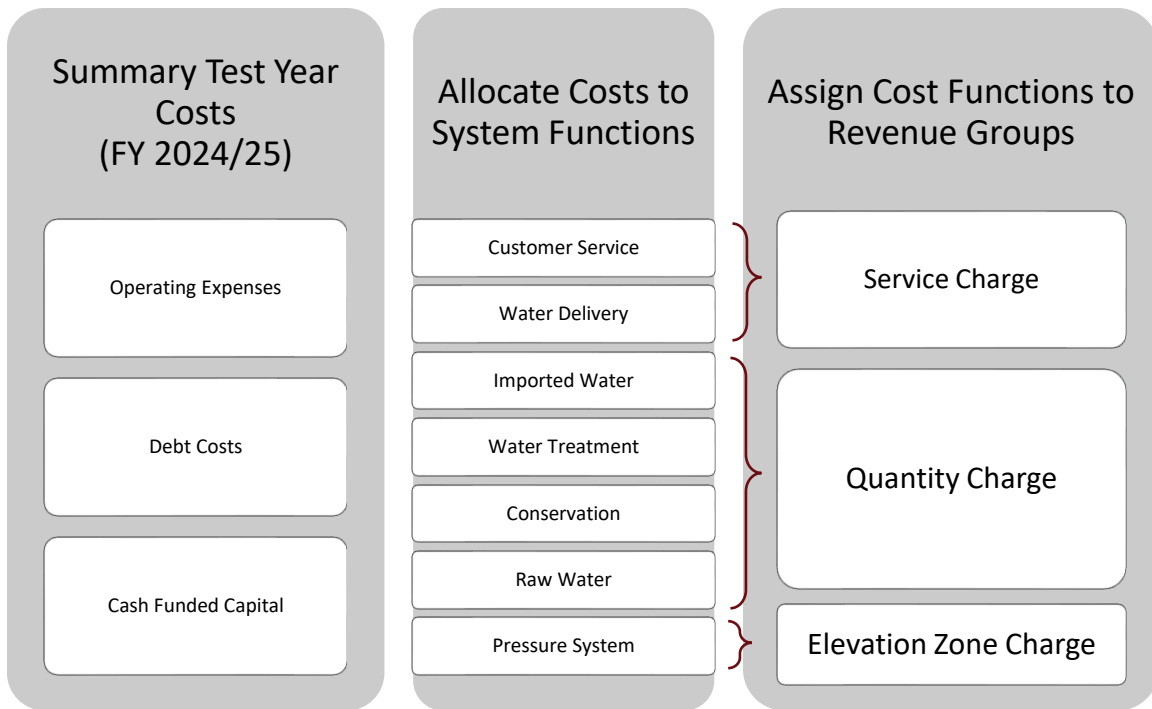 Summary Test Year
Costs
(FY 2024/25)
Operating Expenses
Debt Costs
Cash Funded Capital
Allocate Costs to
System Functions
Customer Service
Water Delivery
Imported Water
Water Treatment
Conservation
Raw Water
Pressure System
Assign Cost Functions to
Revenue Groups
Service Charge
Quantity Charge
Elevation Zone Charge